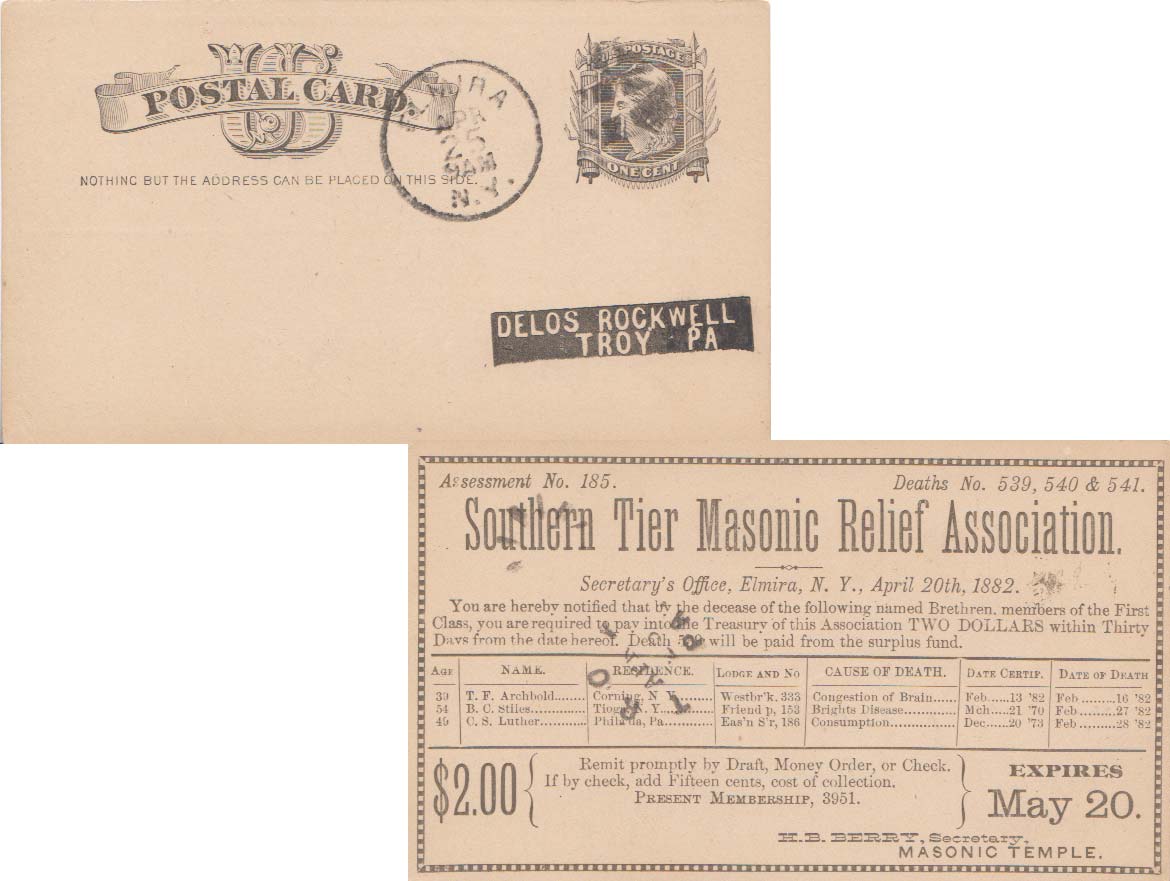 U S
POSTAL CARD.
NOTHING BUT THE ADDRESS CAN BE PLACED ON THIS SIDE.
ELMIRA
APR
25
9AM
N.Y.
U.S. POSTAGE
ONE CENT
DELOS ROCKWELL
TROY PA
Assessment No. 185. Deaths No. 539, 540 & 541.
Southern Tier Masonic Relief Association.
Secretary's Office, Elmira, N. Y., April 20th, 1882.
You are hereby notified that by the decease of the following named Brethren, members of the First
Class, you are required to pay into the Treasury of this Association TWO DOLLARS within Thirty
Days from the date hereof. Death 539 will be paid from the surplus fund.
AGE NAME. RESIDENCE. LODGE AND NO CAUSE OF DEATH. DATE CERTIF. DATE OF DEATH
39 T. F. Archbold....... Corning, N. Y........ Westbr'k. 333 Congestion of Brain...... Feb.....13 '82 Feb ........16 '82
54 B. C. Stiles............ Tioga, N. Y.......... Friend p, 153 Brights Disease........... Mch....21 '70 Feb.........27 '82
49 C. S. Luther........... Philada, Pa.......... Eas'n S'r, 186 Consumption.............. Dec.....20 '73 Feb ........28 '82
$2.00
Remit promptly by Draft, Money Order, or Check.
If by check, add Fifteen cents, cost of collection.
PRESENT MEMBERSHIP, 3951.
EXPIRES
May 20.
H. B. BERRY, Secretary,
MASONIC TEMPLE.